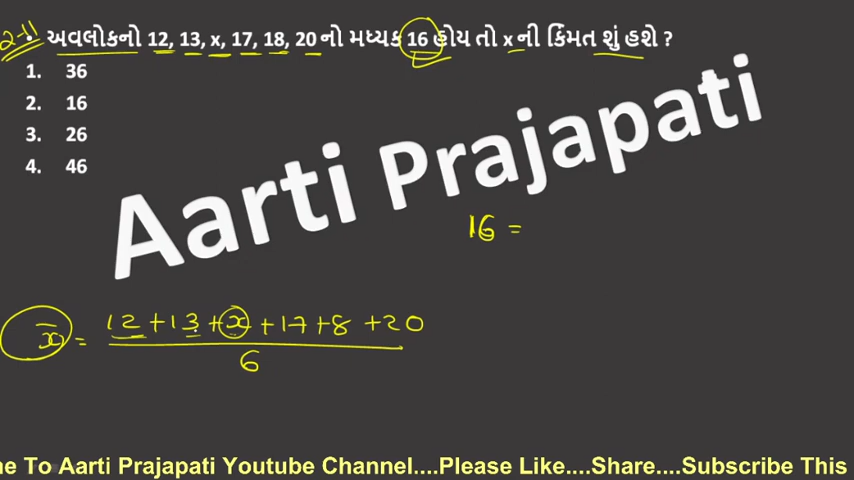 2-11 અવલોકનો 12, 13, x, 17, 18, 20 નો મધ્યક 16 હોય તો x ની કિંમત શું હશે ?
1. 36
2. 16
3. 26
4. 46
Aarti Prajapati
16 =
x̄ = 12 + 13 + x + 17 + 8 + 20
6
ne To Aarti Prajapati Youtube Channel....Please Like....Share....Subscribe This